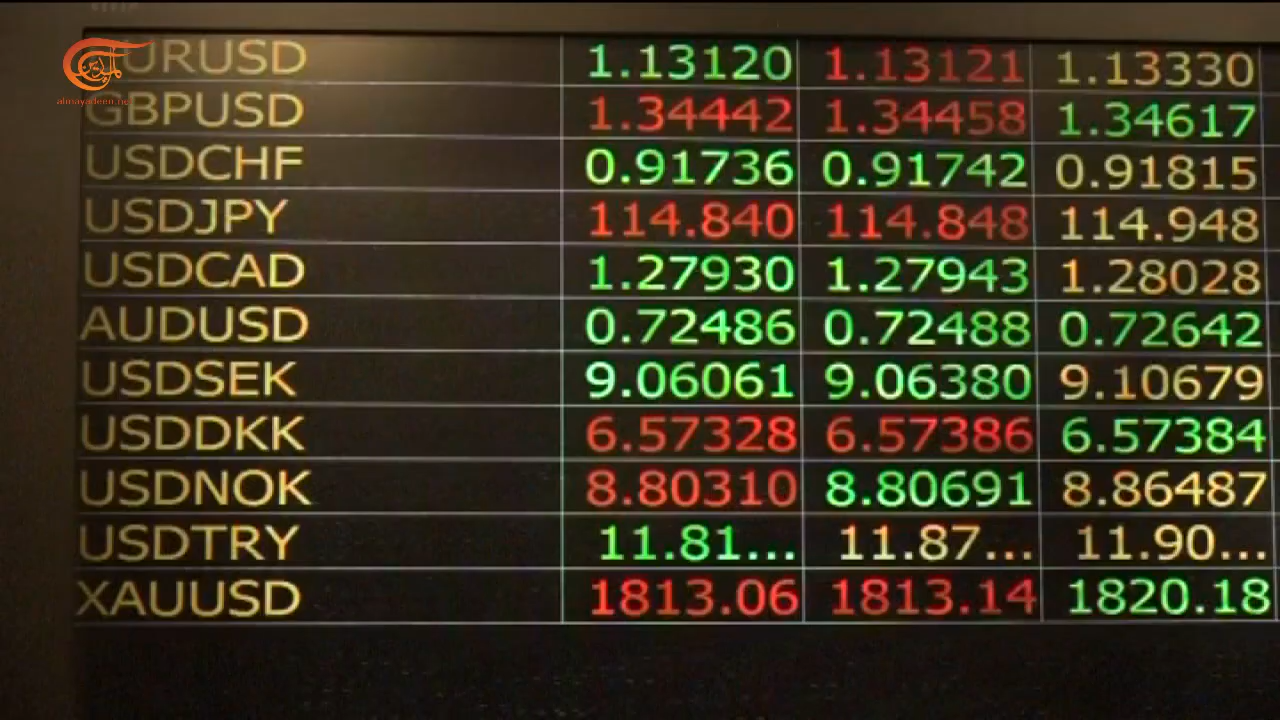 الميادين
almayadeen.net
EURUSD 1.13120 1.13121 1.13330
GBPUSD 1.34442 1.34458 1.34617
USDCHF 0.91736 0.91742 0.91815
USDJPY 114.840 114.848 114.948
USDCAD 1.27930 1.27943 1.28028
AUDUSD 0.72486 0.72488 0.72642
USDSEK 9.06061 9.06380 9.10679
USDDKK 6.57328 6.57386 6.57384
USDNOK 8.80310 8.80691 8.86487
USDTRY 11.81... 11.87... 11.90...
XAUUSD 1813.06 1813.14 1820.18